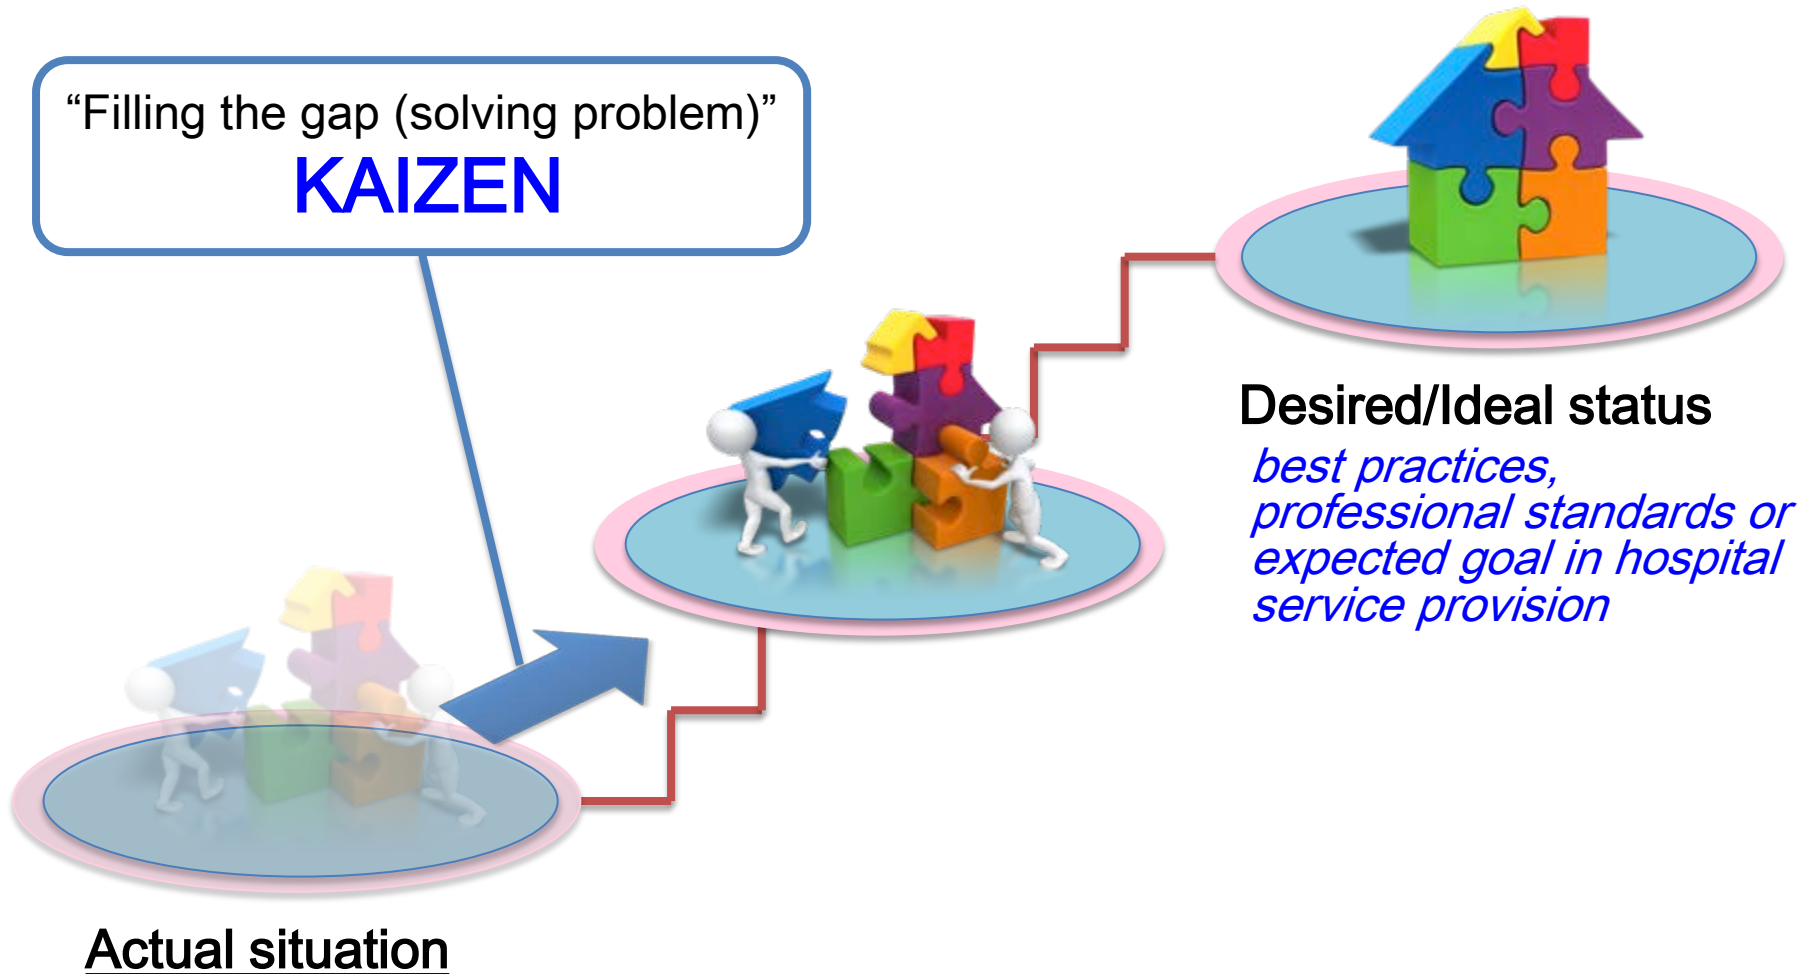 “Filling the gap (solving problem)”
KAIZEN
Desired/Ideal status
best practices,
professional standards or
expected goal in hospital
service provision
Actual situation